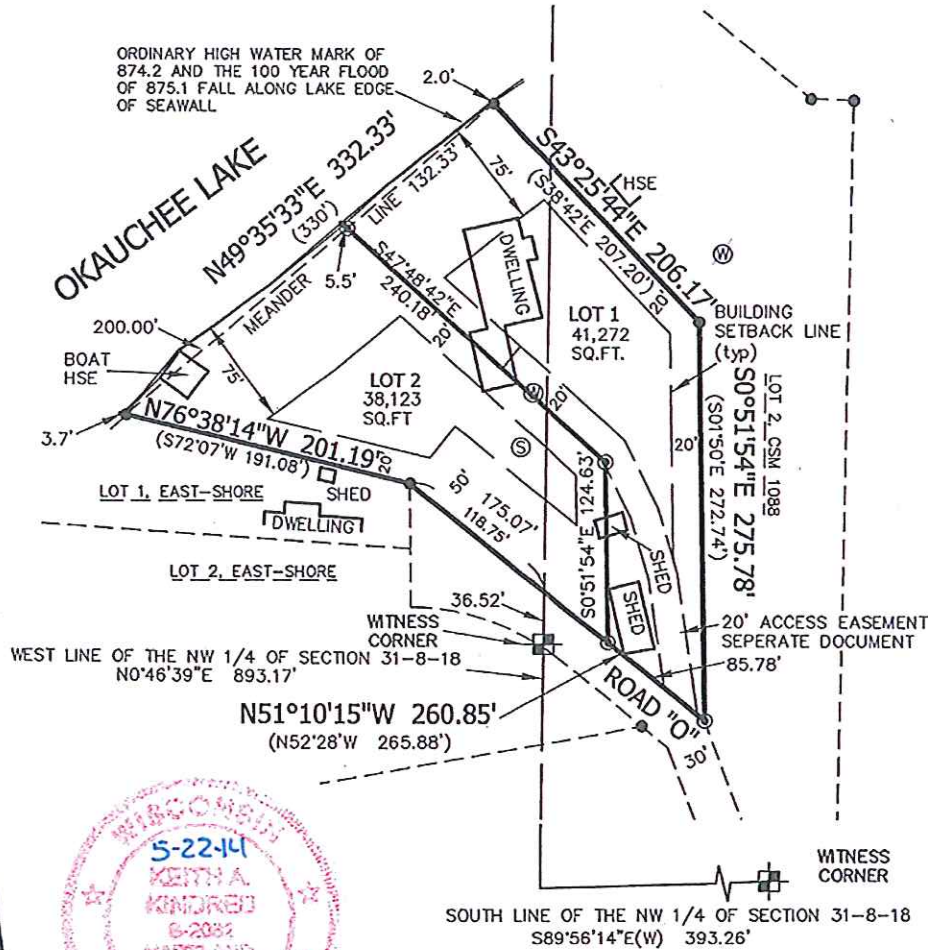 ORDINARY HIGH WATER MARK OF
874.2 AND THE 100 YEAR FLOOD
OF 875.1 FALL ALONG LAKE EDGE
OF SEAWALL
2.0'
OKAUCHEE LAKE
N49°35'33"E 332.33'
(330')
MEANDER LINE 132.33'
75'
S43°25'44"E 206.17'
(S38°42'E 207.20')
HSE
W
20'
BUILDING
SETBACK LINE
(typ)
DWELLING
LOT 1
41,272
SQ.FT.
5.5'
S47°48'42"E
240.18'
20'
20'
W
200.00'
BOAT
HSE
75'
LOT 2
38,123
SQ.FT
S
3.7'
N76°38'14"W 201.19'
(S72°07'W 191.08')
20'
SHED
LOT 1, EAST-SHORE
DWELLING
LOT 2, EAST-SHORE
50'
175.07'
118.75'
S0°51'54"E 124.63'
SHED
SHED
20'
S0°51'54"E 275.78'
(S01°50'E 272.74')
LOT 2, CSM 1088
36.52'
WITNESS
CORNER
20' ACCESS EASEMENT
SEPERATE DOCUMENT
85.78'
WEST LINE OF THE NW 1/4 OF SECTION 31-8-18
N0°46'39"E 893.17'
N51°10'15"W 260.85'
(N52°28'W 265.88')
ROAD "O"
30'
WISCONSIN
5-22-14
KEITH A.
KINDRED
WITNESS
CORNER
SOUTH LINE OF THE NW 1/4 OF SECTION 31-8-18
S89°56'14"E(W) 393.26'